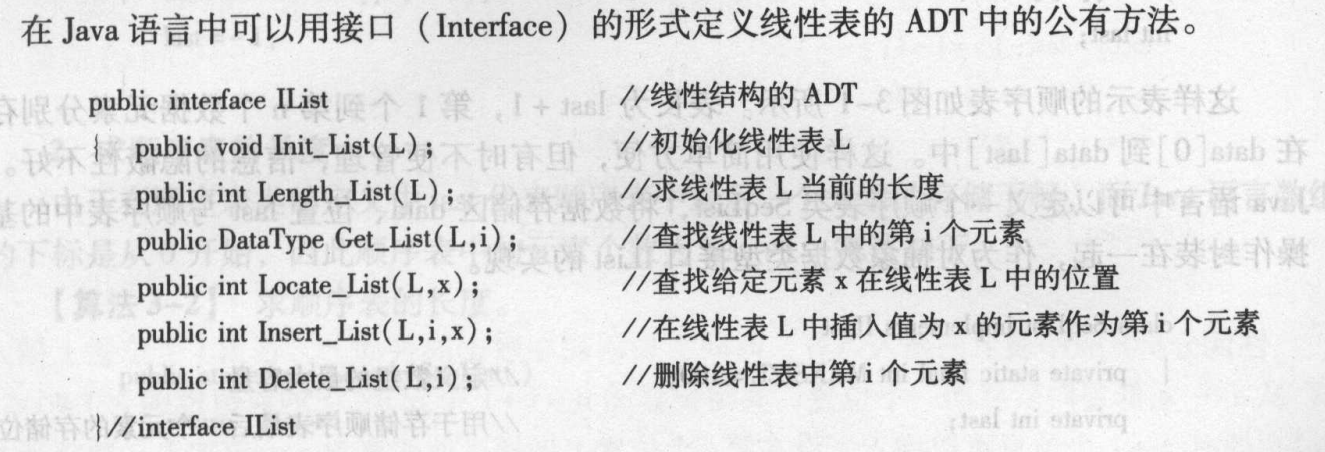 在 Java 语言中可以用接口（Interface）的形式定义线性表的 ADT 中的公有方法。
public interface IList //线性结构的 ADT
{ public void Init_List(L); //初始化线性表 L
public int Length_List(L); //求线性表 L 当前的长度
public DataType Get_List(L,i); //查找线性表 L 中的第 i 个元素
public int Locate_List(L,x); //查找给定元素 x 在线性表 L 中的位置
public int Insert_List(L,i,x); //在线性表 L 中插入值为 x 的元素作为第 i 个元素
public int Delete_List(L,i); //删除线性表中第 i 个元素
}//interface IList